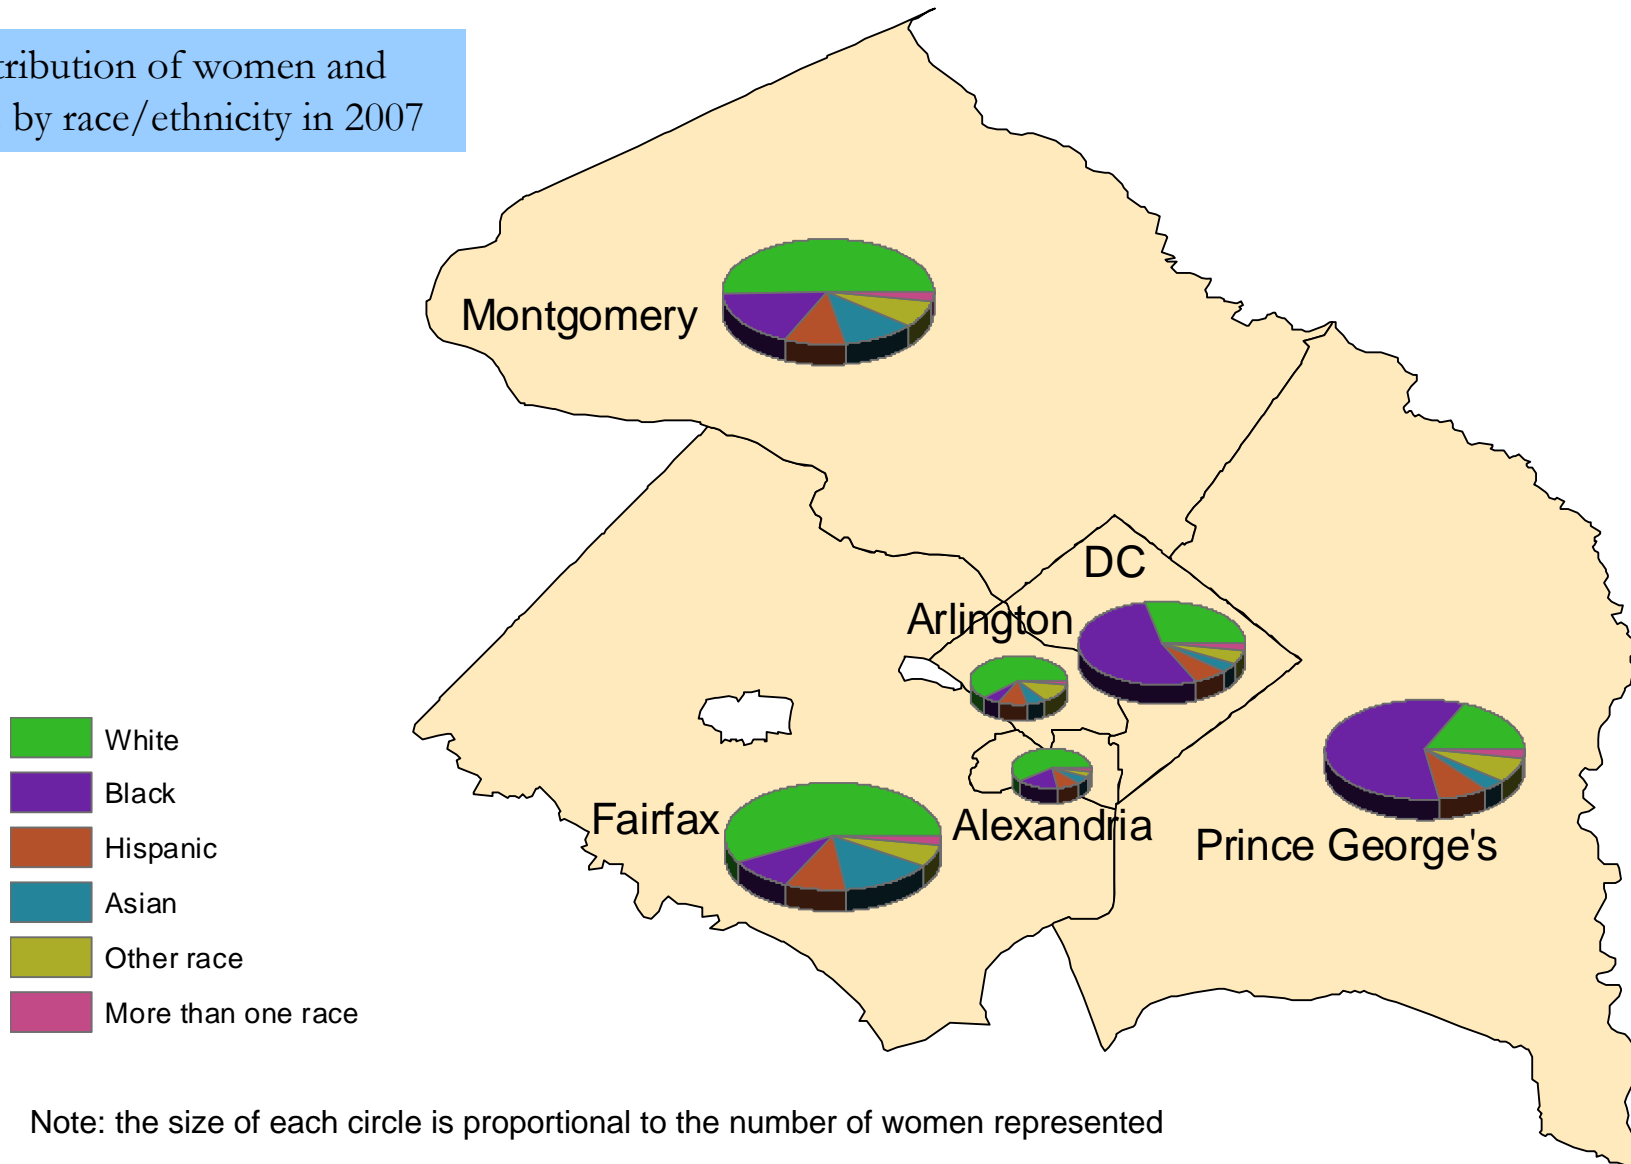 tribution of women and
by race/ethnicity in 2007
Montgomery
DC
Arlington
White
Black
Fairfax
Alexandria
Prince George's
Hispanic
Asian
Other race
More than one race
Note: the size of each circle is proportional to the number of women represented